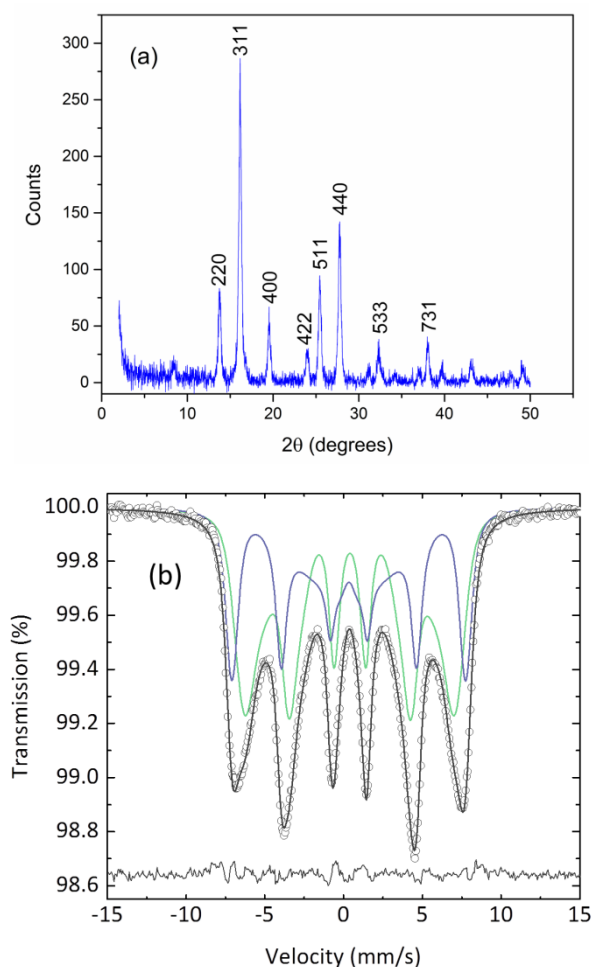 (a)
300
250
200
150
100
50
0
Counts
220
311
400
422
511
440
533
731
0 10 20 30 40 50
2θ (degrees)
(b)
100.0
99.8
99.6
99.4
99.2
99.0
98.8
98.6
Transmission (%)
-15 -10 -5 0 5 10 15
Velocity (mm/s)